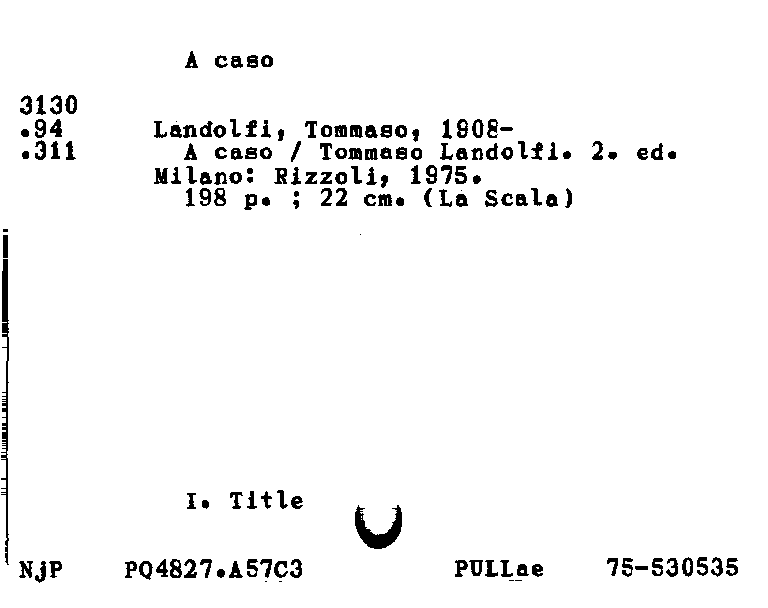 A caso
3130
.94 Landolfi, Tommaso, 1908-
.311 A caso / Tommaso Landolfi. 2. ed.
Milano: Rizzoli, 1975.
198 p. ; 22 cm. (La Scala)
I. Title
NjP PQ4827.A57C3 PULLae 75-530535